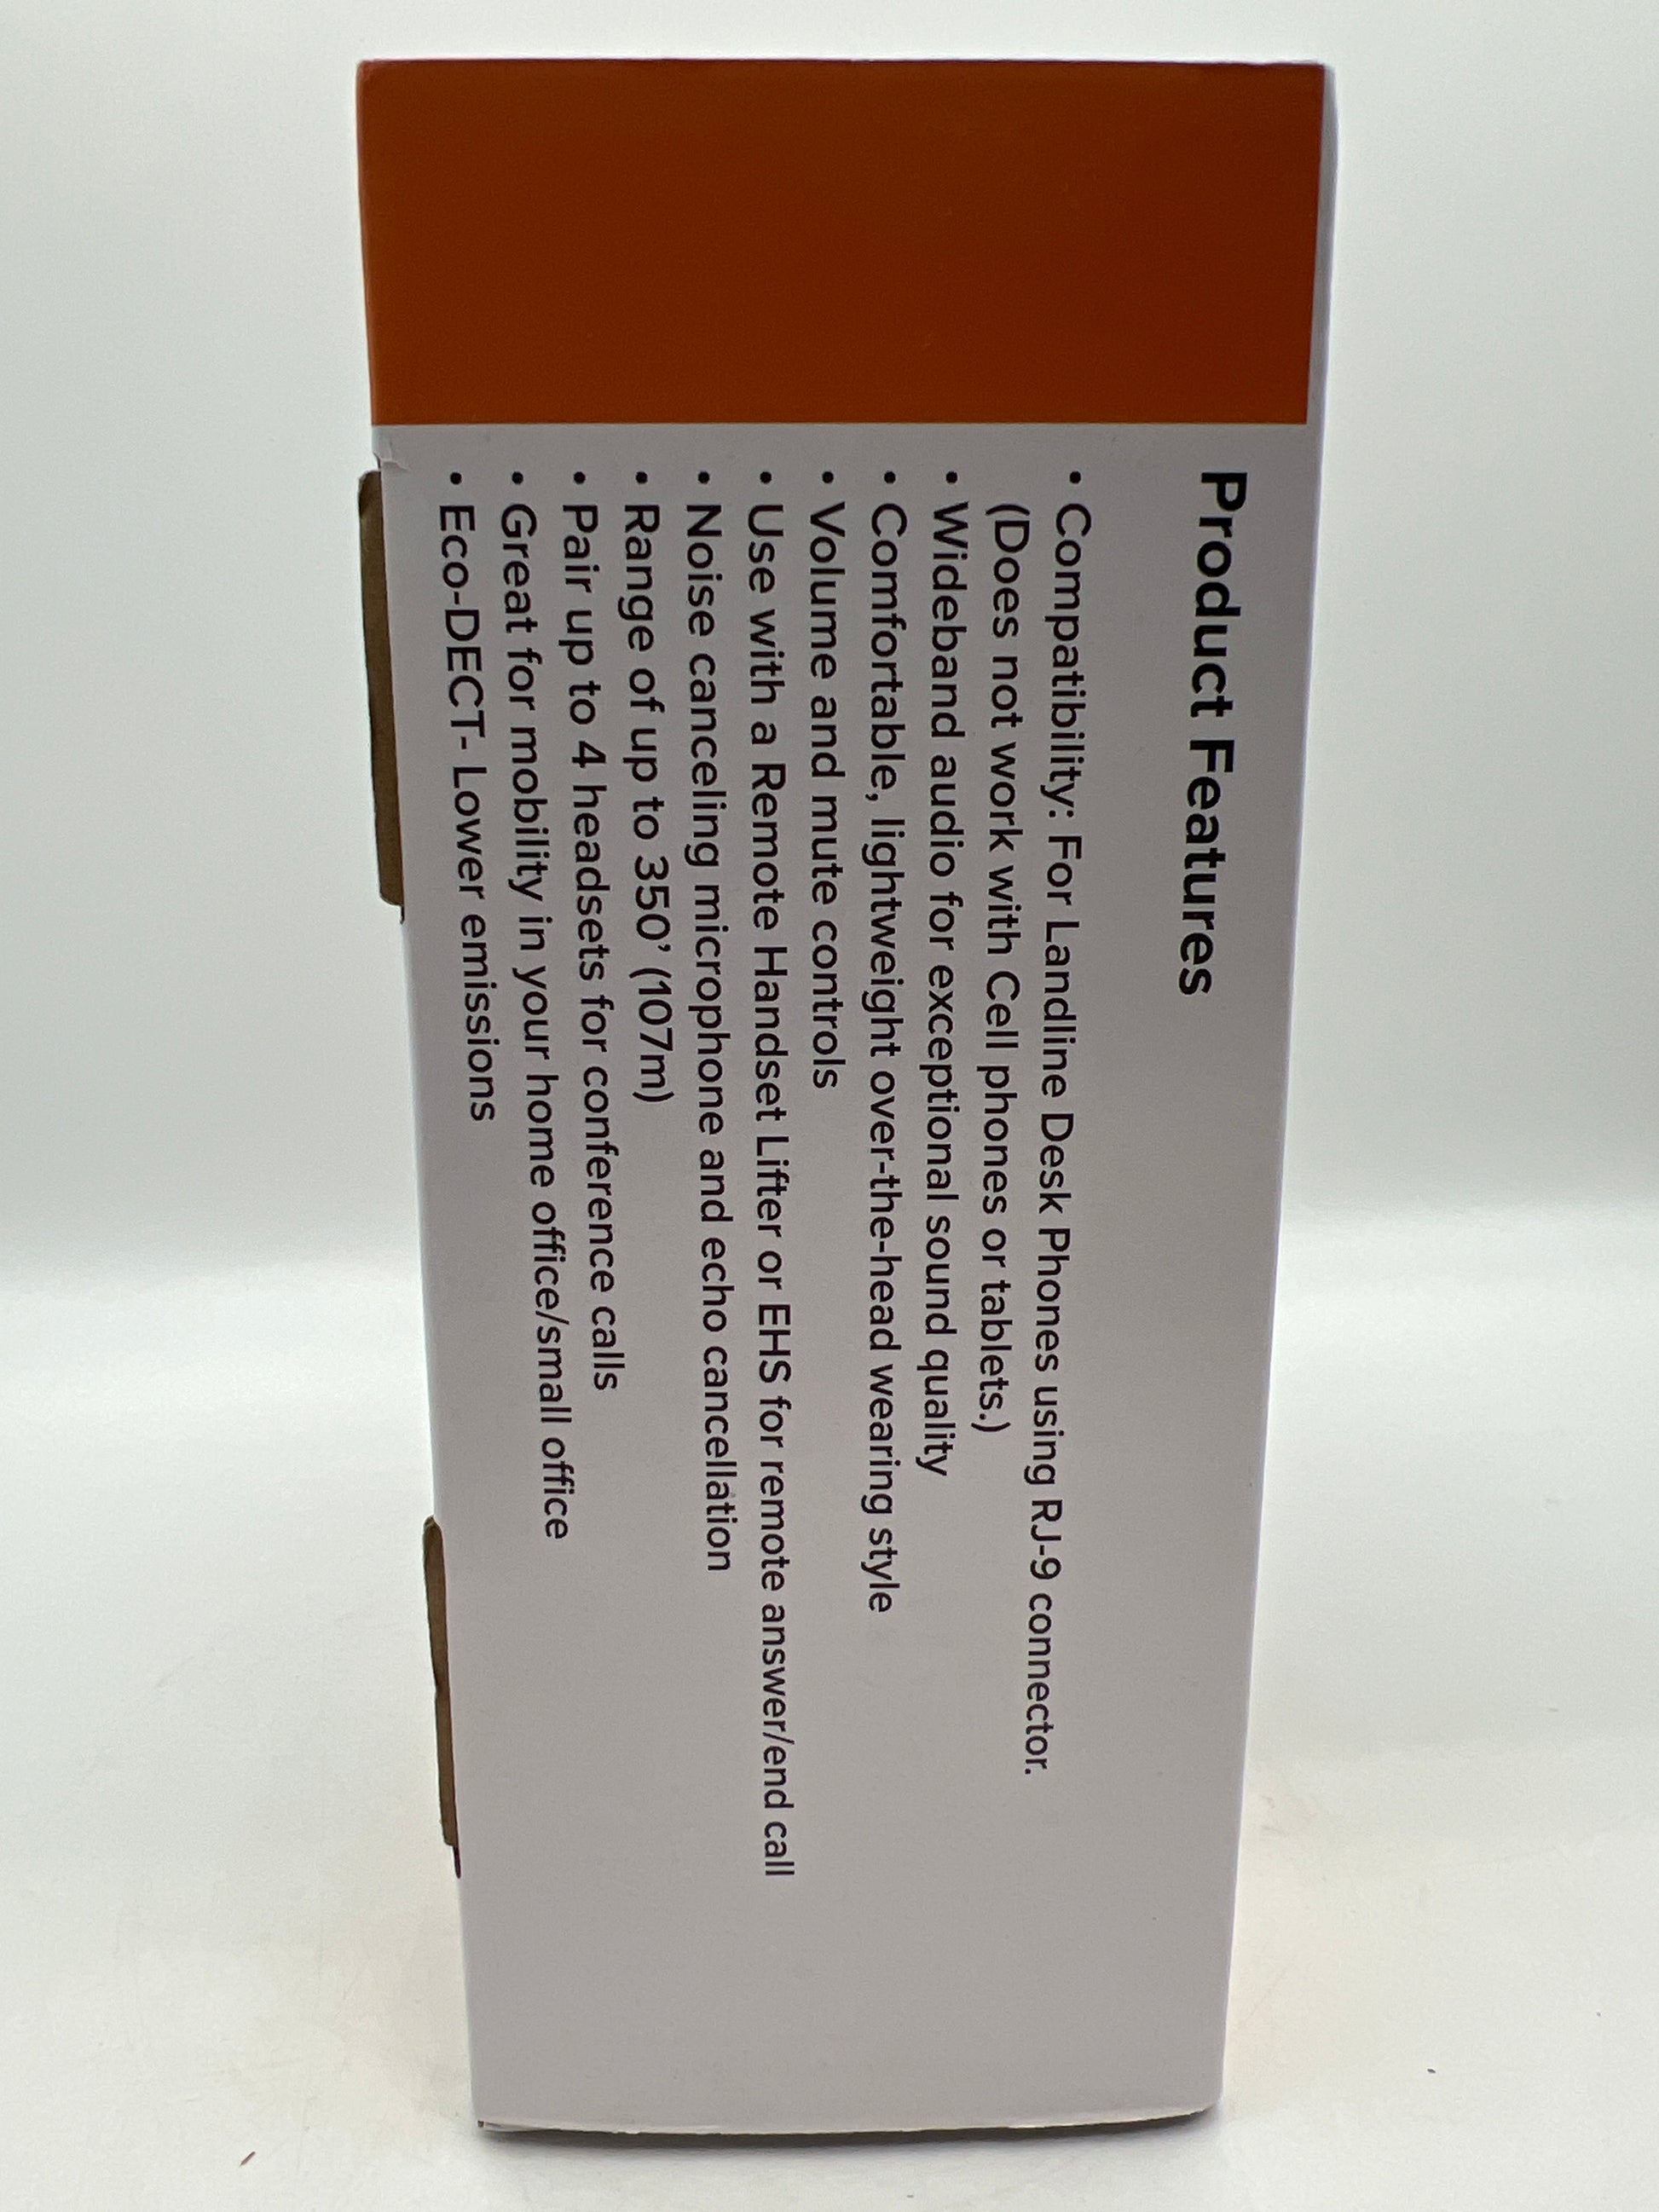 Product Features
• Compatibility: For Landline Desk Phones using RJ-9 connector.
(Does not work with Cell phones or tablets.)
• Wideband audio for exceptional sound quality
• Comfortable, lightweight over-the-head wearing style
• Volume and mute controls
• Use with a Remote Handset Lifter or EHS for remote answer/end call
• Noise canceling microphone and echo cancellation
• Range of up to 350’ (107m)
• Pair up to 4 headsets for conference calls
• Great for mobility in your home office/small office
• Eco-DECT- Lower emissions